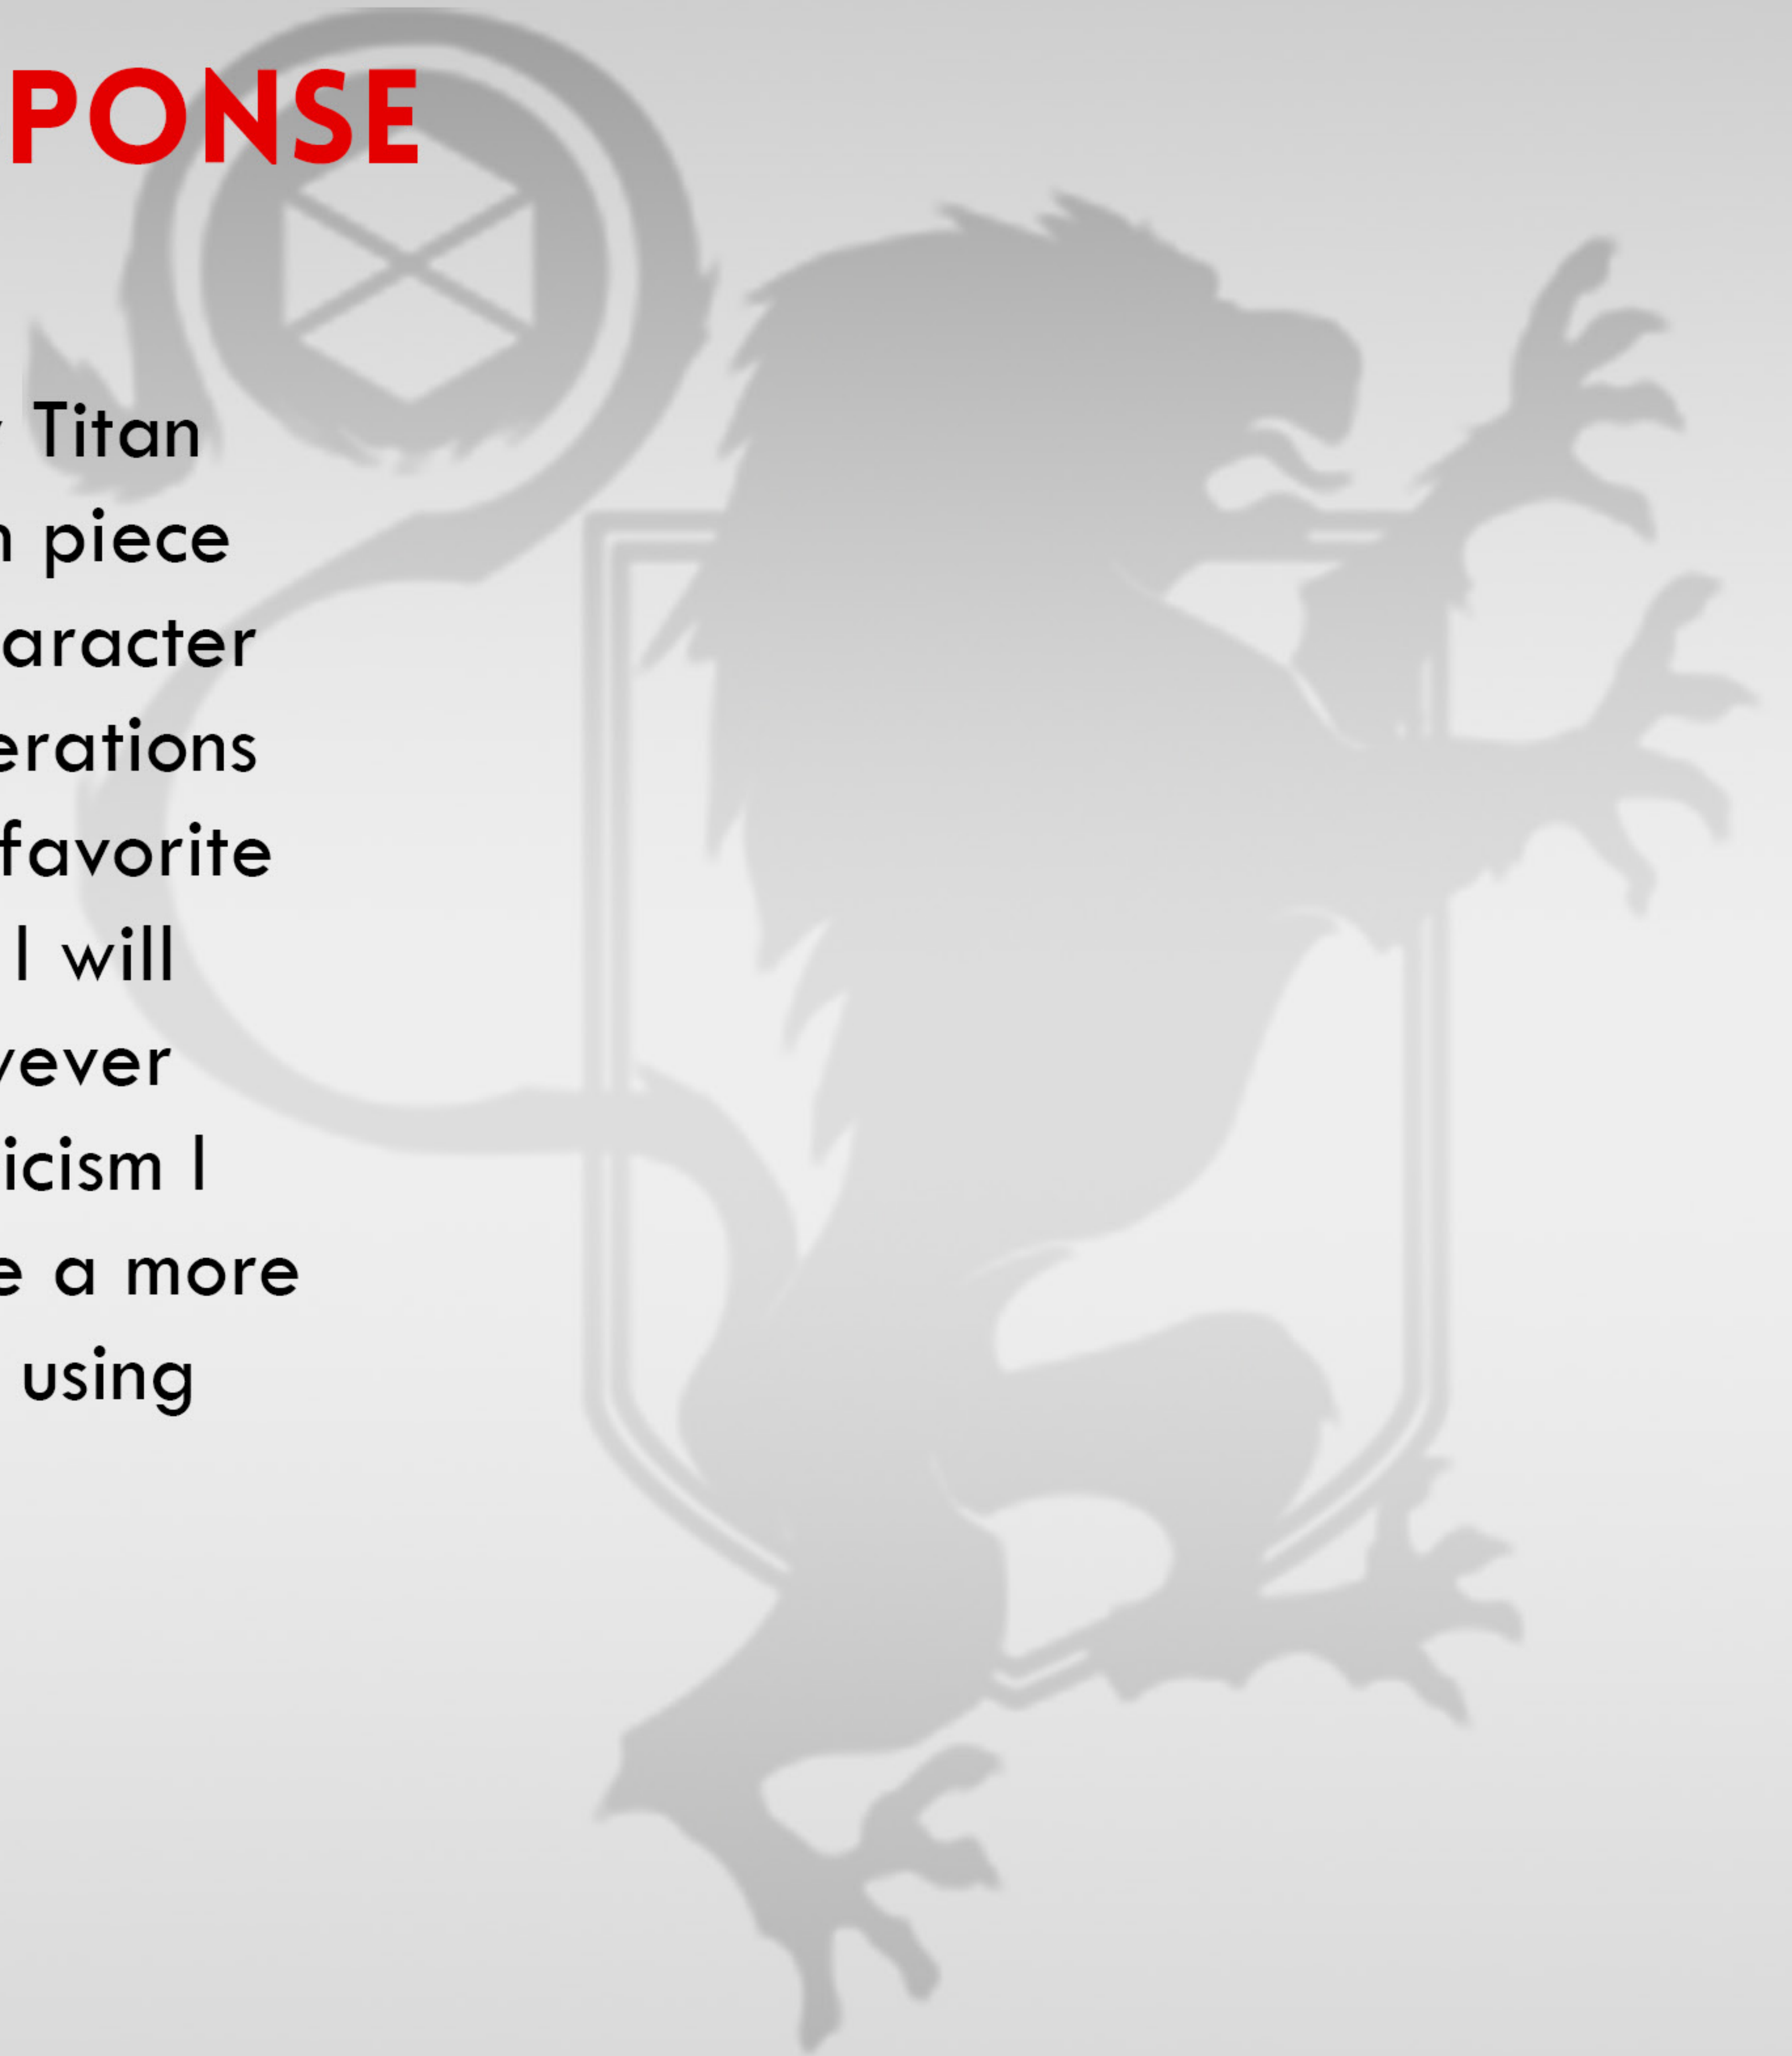 PONSE
Titan
piece
aracter
erations
favorite
I will
vever
icism I
e a more
using